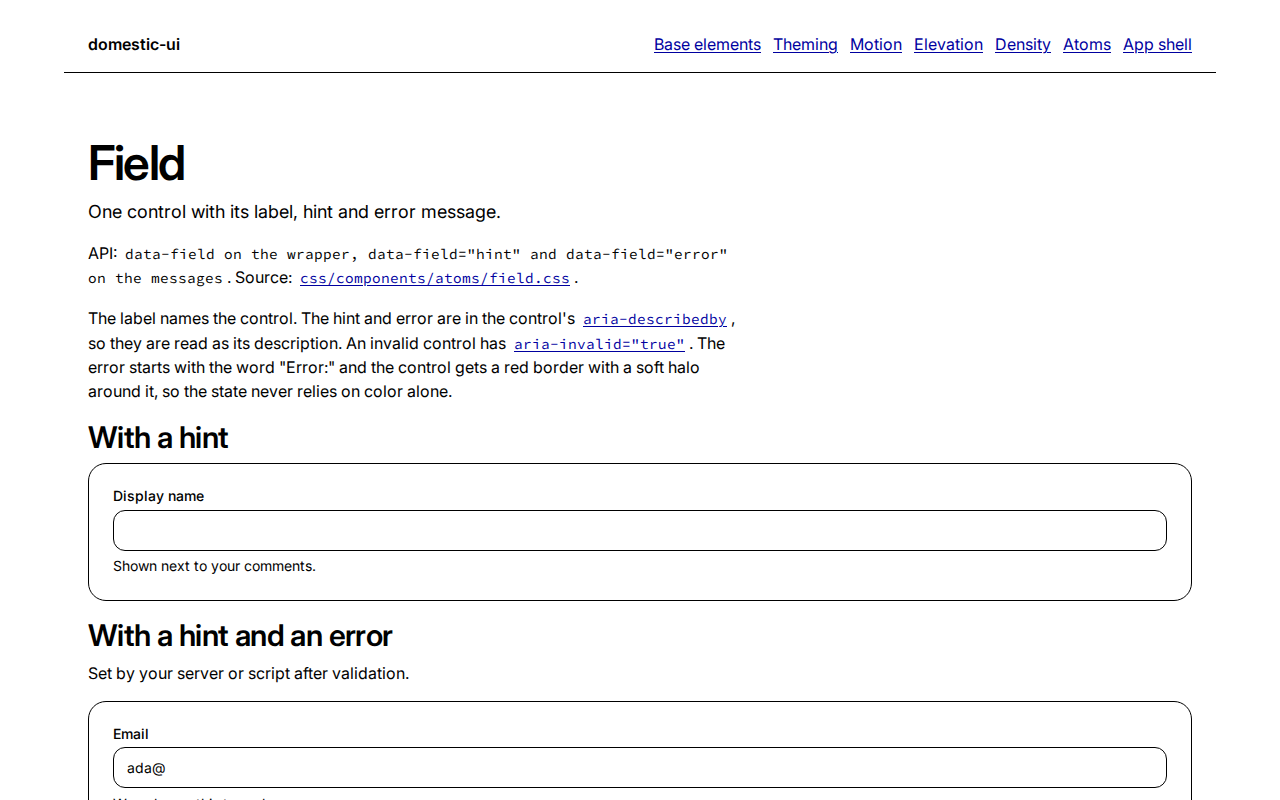 domestic-ui
Base elements Theming Motion Elevation Density Atoms App shell
Field
One control with its label, hint and error message.
API: data-field on the wrapper, data-field="hint" and data-field="error"
on the messages. Source: css/components/atoms/field.css.
The label names the control. The hint and error are in the control's aria-describedby,
so they are read as its description. An invalid control has aria-invalid="true". The
error starts with the word "Error:" and the control gets a red border with a soft halo
around it, so the state never relies on color alone.
With a hint
Display name
Shown next to your comments.
With a hint and an error
Set by your server or script after validation.
Email
ada@